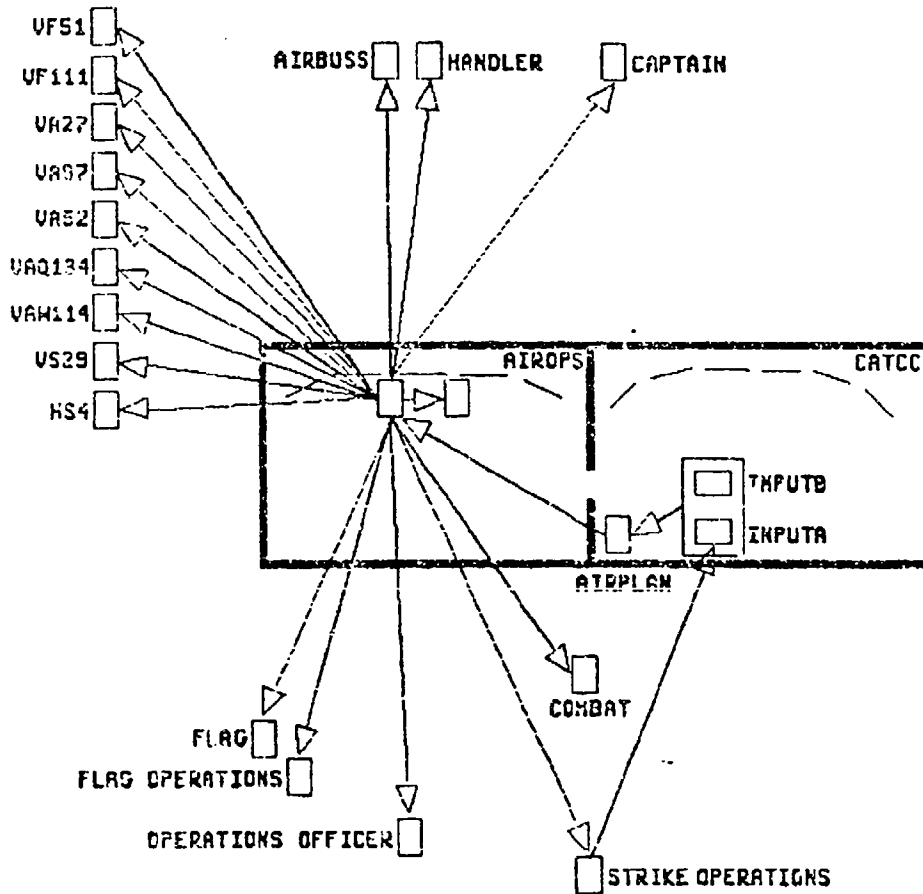 VF51
AIRBUSS
HANDLER
CAPTAIN
VF111
VA27
VA97
VA52
VAQ134
VAW114
VS29
HS4
AIROPS
CATCC
INPUTB
INPUTA
AIRPLAN
COMBAT
FLAG
FLAG OPERATIONS
OPERATIONS OFFICER
STRIKE OPERATIONS